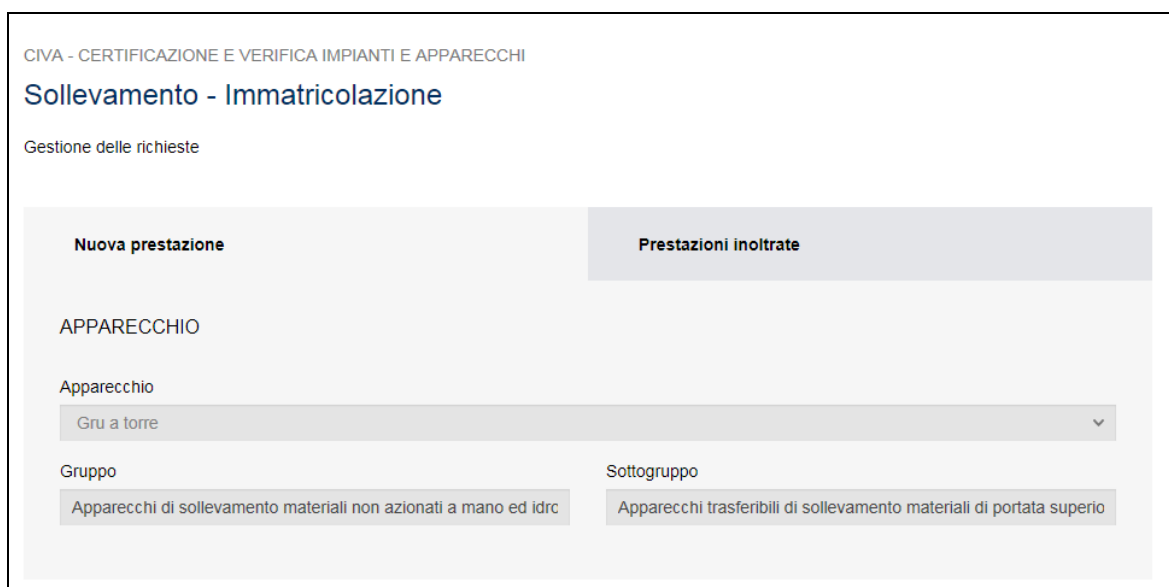 CIVA - CERTIFICAZIONE E VERIFICA IMPIANTI E APPARECCHI
Sollevamento - Immatricolazione
Gestione delle richieste
Nuova prestazione
Prestazioni inoltrate
APPARECCHIO
Apparecchio
Gru a torre
Gruppo
Sottogruppo
Apparecchi di sollevamento materiali non azionati a mano ed idro
Apparecchi trasferibili di sollevamento materiali di portata superio